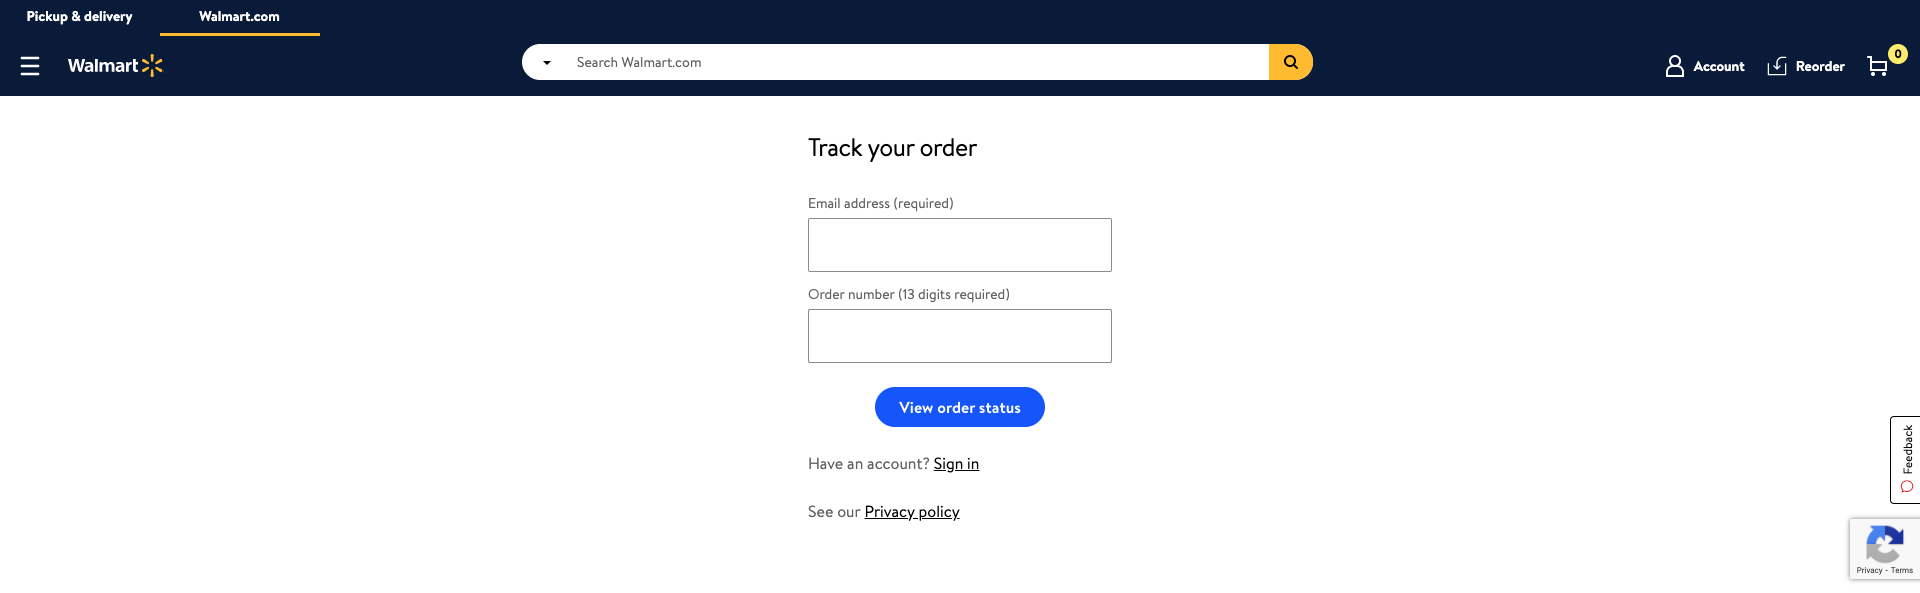 Pickup & delivery
Walmart.com
Walmart
Search Walmart.com
Account
Reorder
0
Track your order
Email address (required)
Order number (13 digits required)
View order status
Have an account? Sign in
See our Privacy policy
Feedback
Privacy - Terms